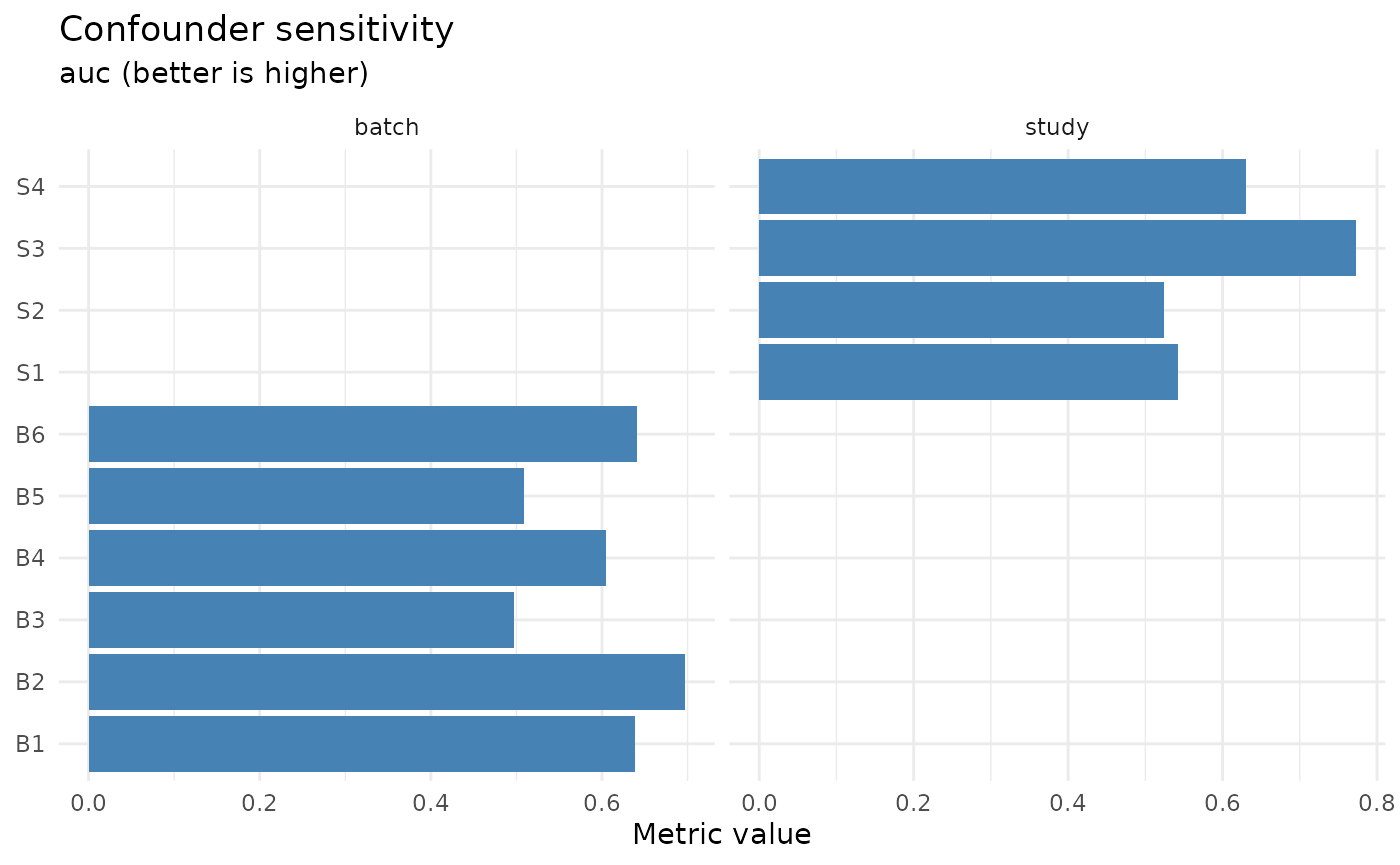 Confounder sensitivity
auc (better is higher)
batch
study
S4
S3
S2
S1
B6
B5
B4
B3
B2
B1
0.0 0.2 0.4 0.6
0.0 0.2 0.4 0.6 0.8
Metric value